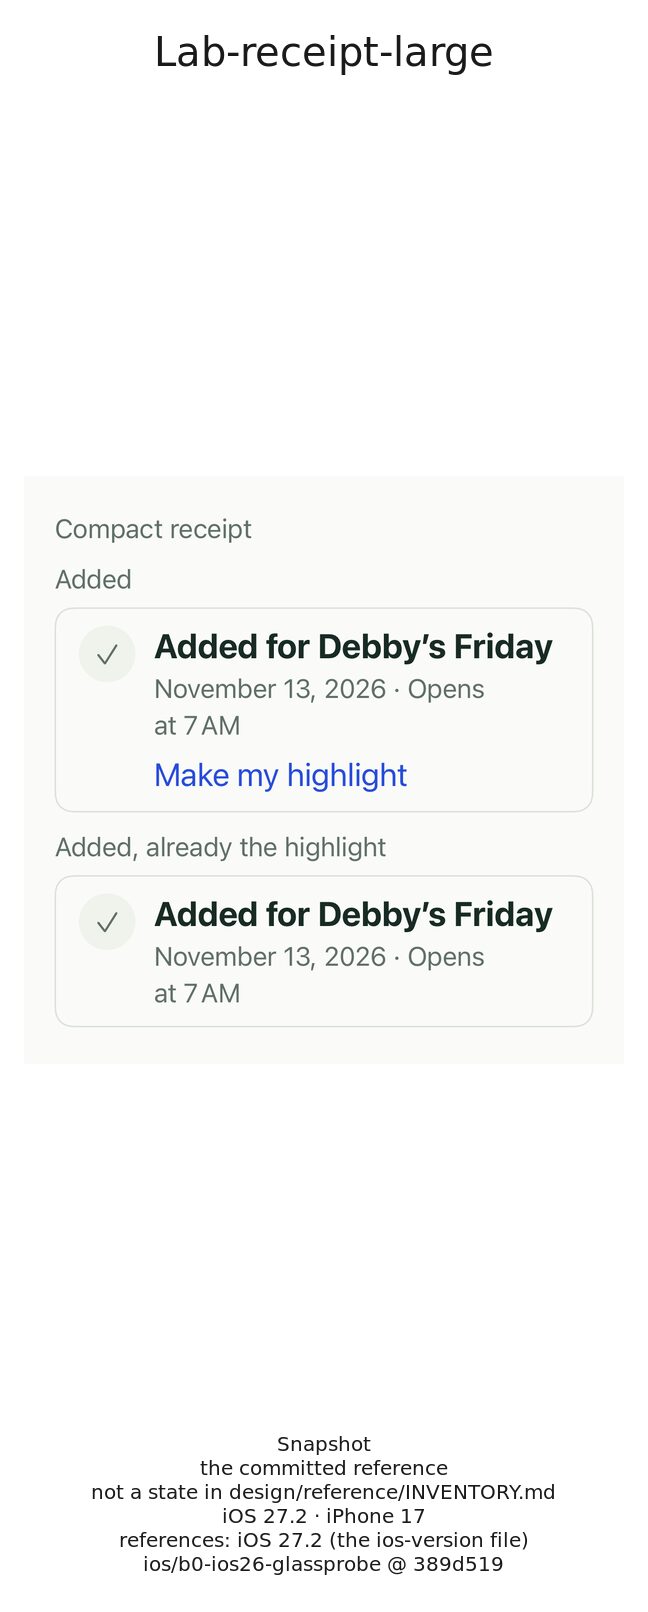 Lab-receipt-large
Compact receipt
Added
Added for Debby’s Friday
November 13, 2026 · Opens
at 7 AM
Make my highlight
Added, already the highlight
Added for Debby’s Friday
November 13, 2026 · Opens
at 7 AM
Snapshot
the committed reference
not a state in design/reference/INVENTORY.md
iOS 27.2 · iPhone 17
references: iOS 27.2 (the ios-version file)
ios/b0-ios26-glassprobe @ 389d519